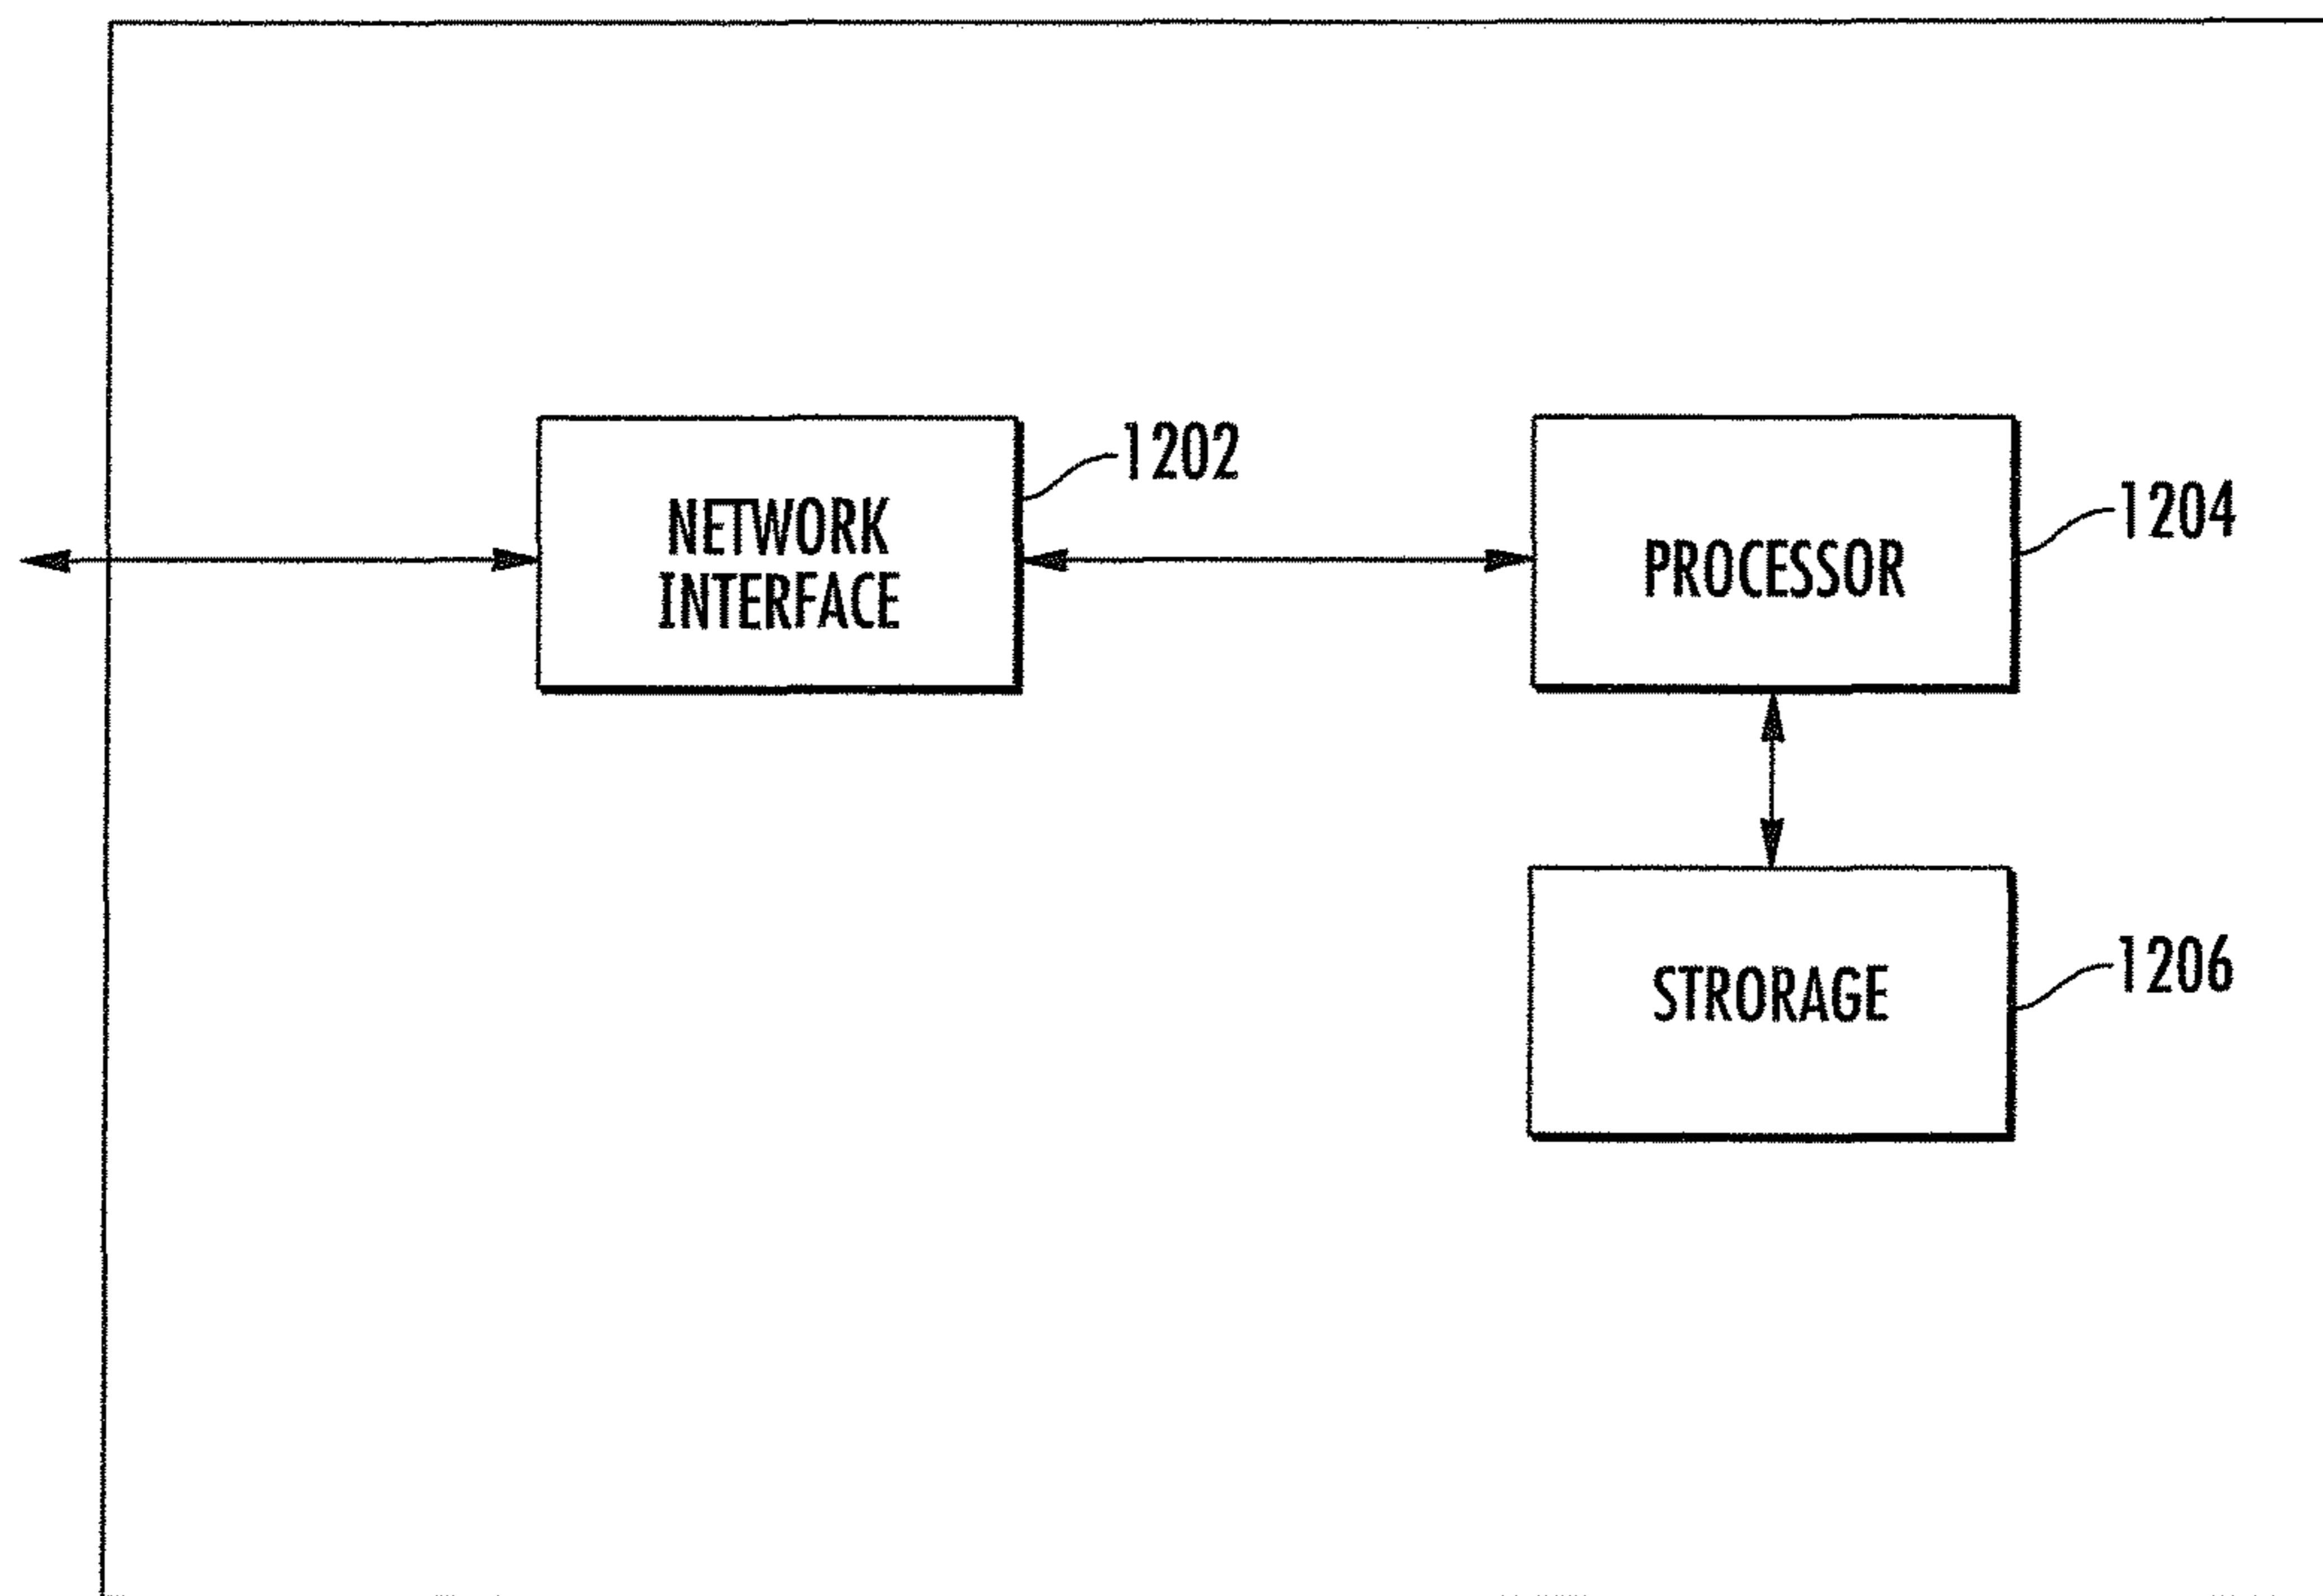 1202
NETWORK
INTERFACE
1204
PROCESSOR
STRORAGE
1206